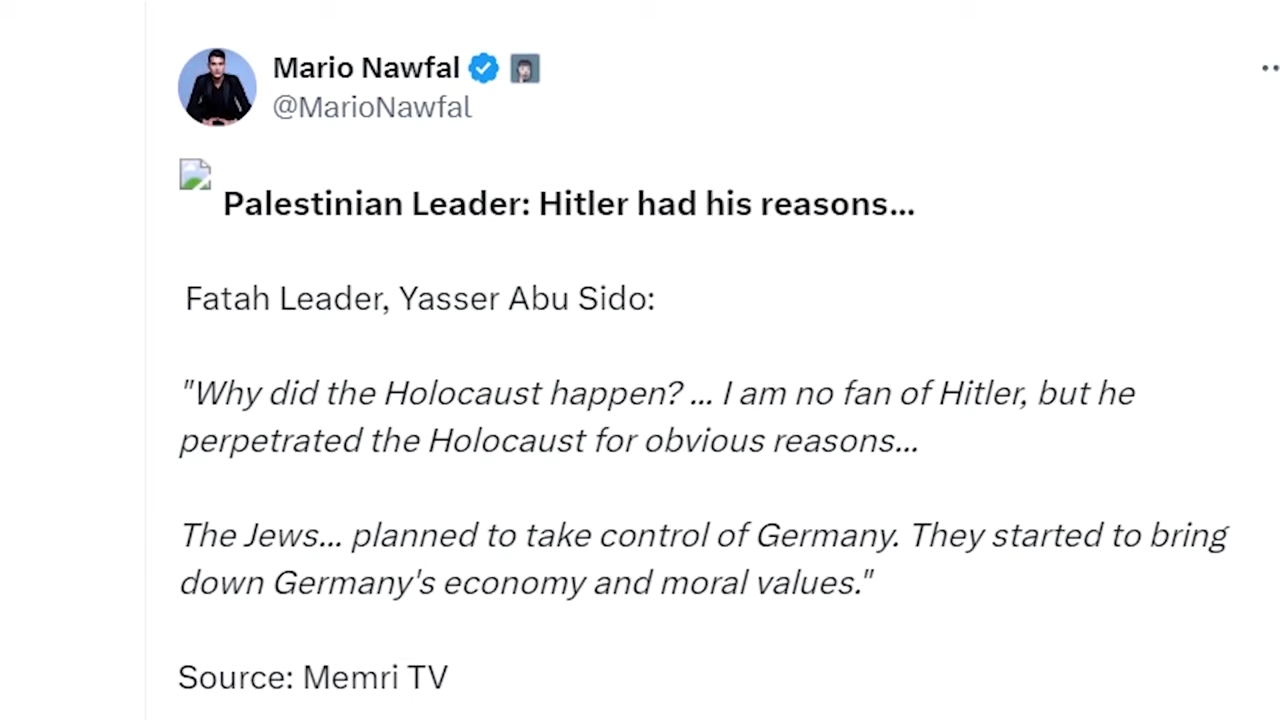 Mario Nawfal
@MarioNawfal
Palestinian Leader: Hitler had his reasons...
Fatah Leader, Yasser Abu Sido:
"Why did the Holocaust happen? ... I am no fan of Hitler, but he
perpetrated the Holocaust for obvious reasons...
The Jews... planned to take control of Germany. They started to bring
down Germany's economy and moral values."
Source: Memri TV